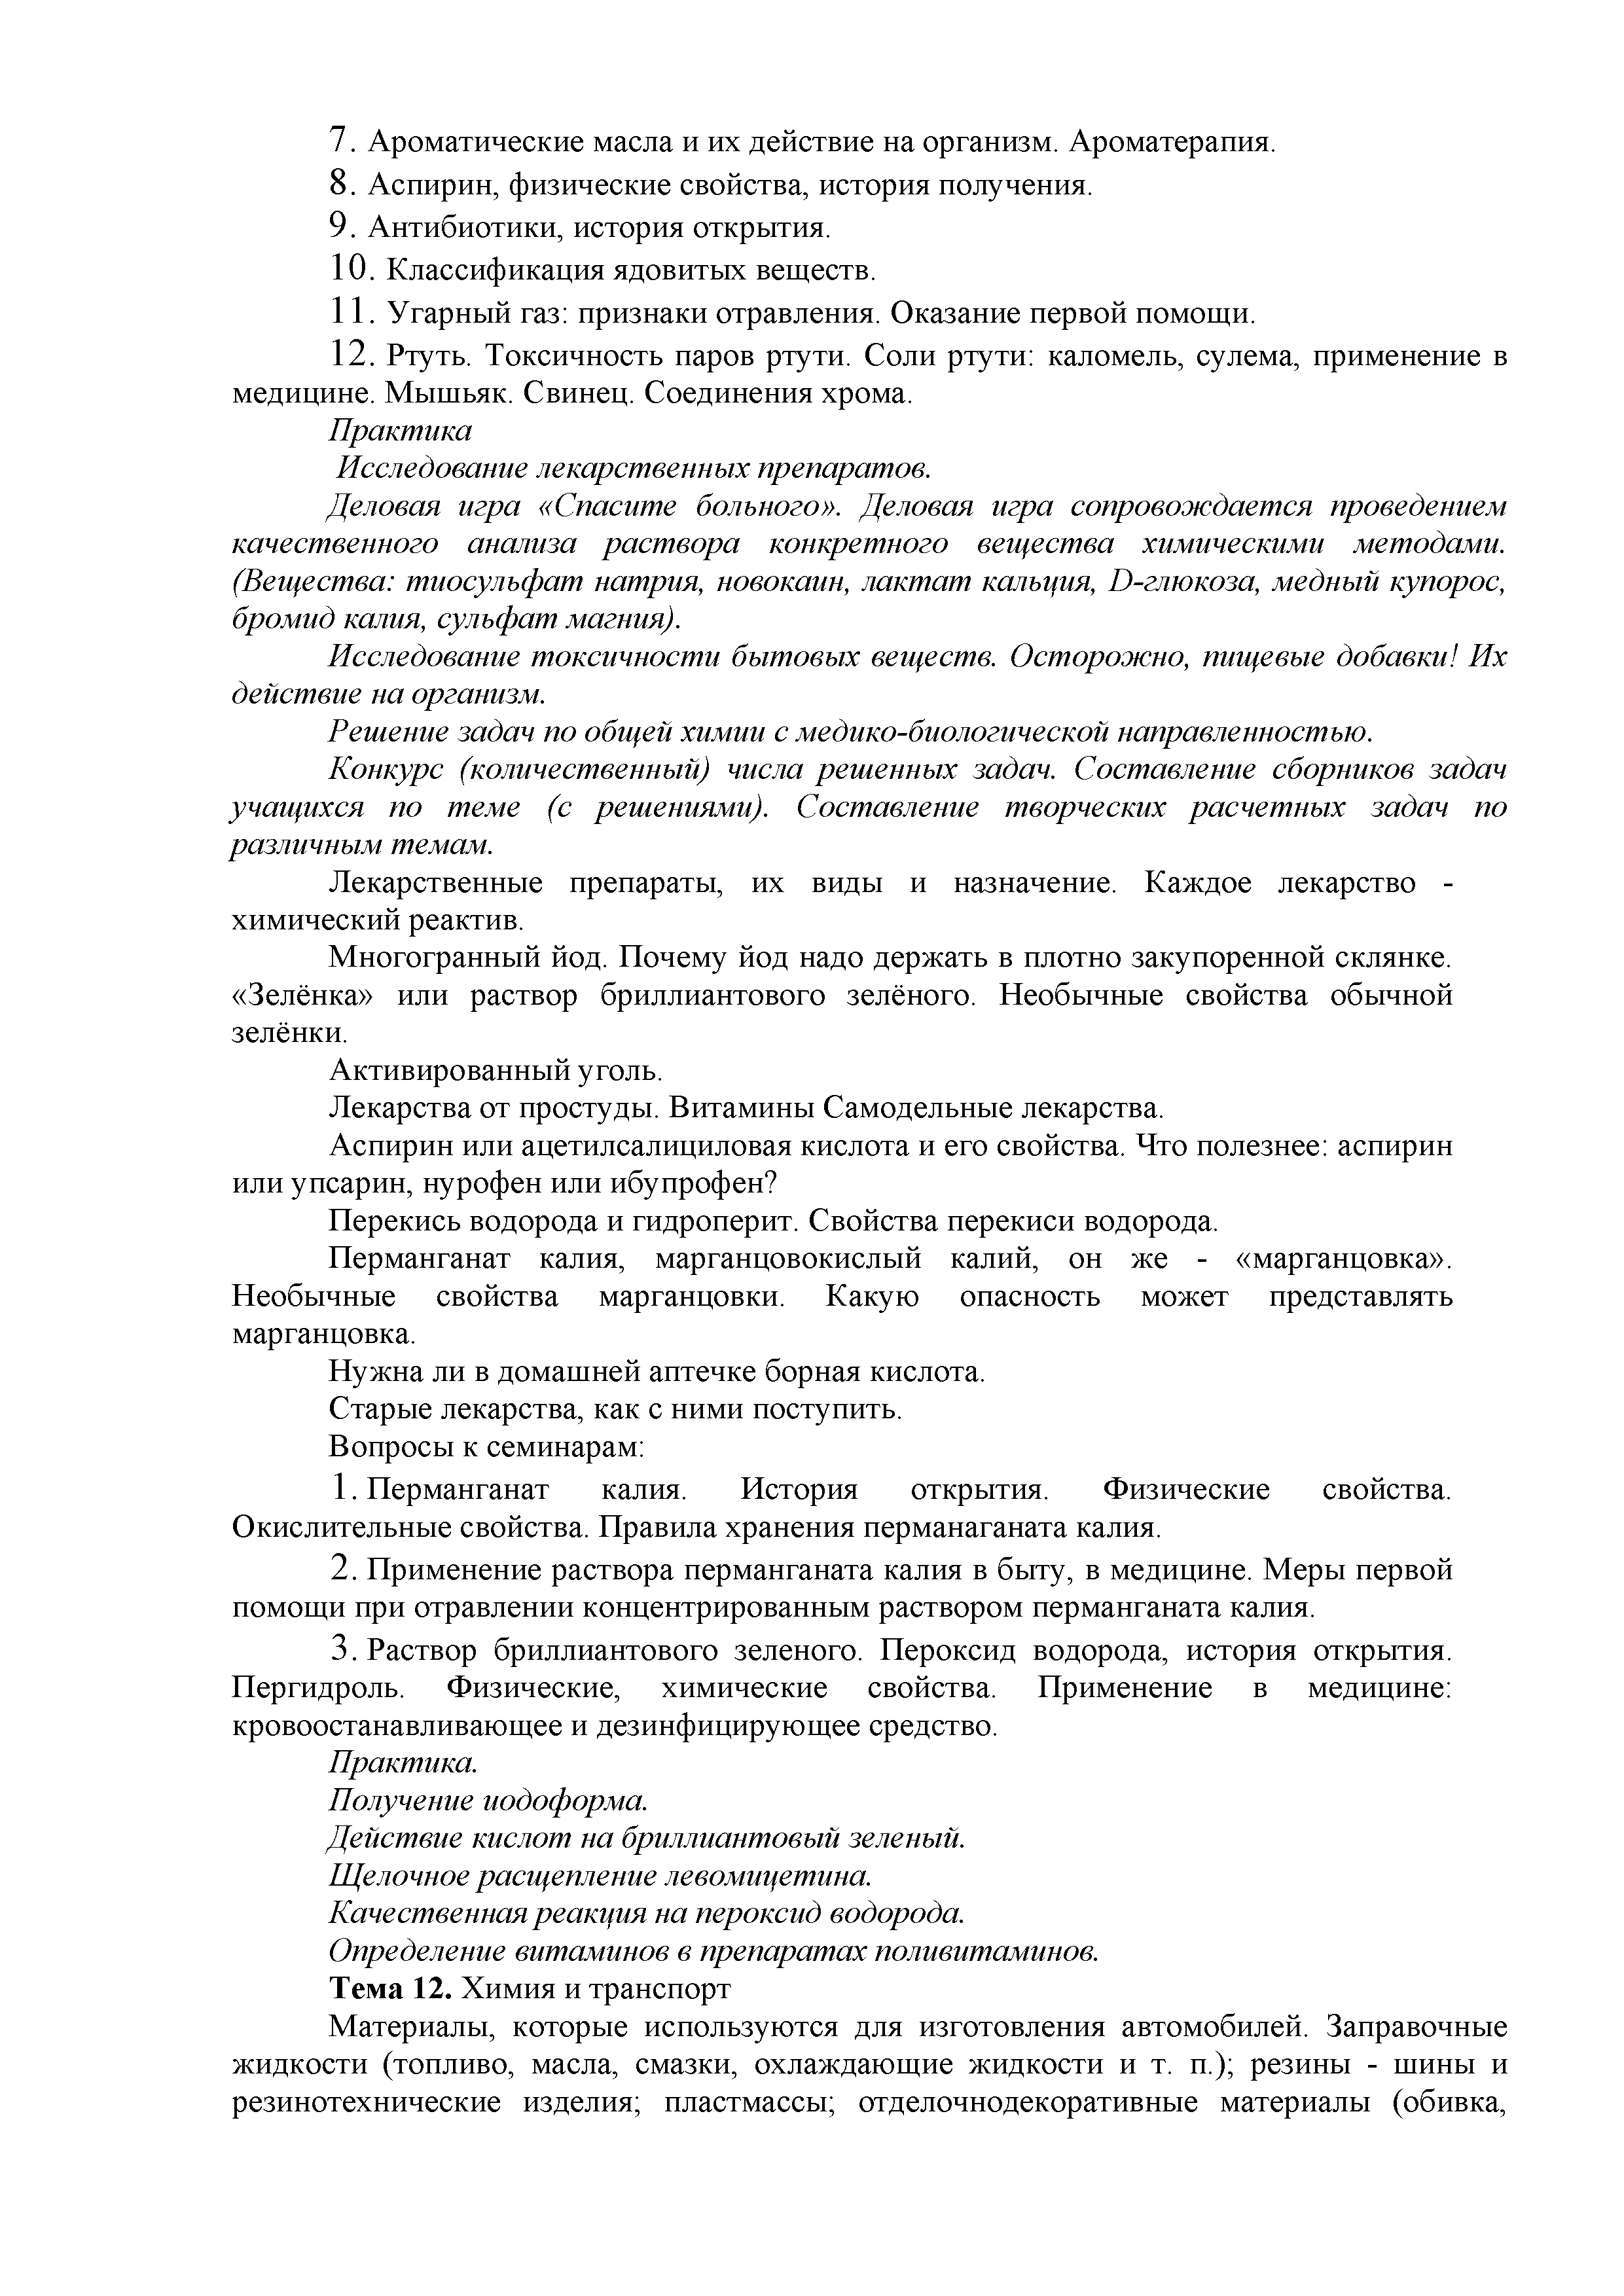 7. Ароматические масла и их действие на организм. Ароматерапия.
8. Аспирин, физические свойства, история получения.
9. Антибиотики, история открытия.
10. Классификация ядовитых веществ.
11. Угарный газ: признаки отравления. Оказание первой помощи.
12. Ртуть. Токсичность паров ртути. Соли ртути: каломель, сулема, применение в
медицине. Мышьяк. Свинец. Соединения хрома.
Практика
Исследование лекарственных препаратов.
Деловая игра «Спасите больного». Деловая игра сопровождается проведением
качественного анализа раствора конкретного вещества химическими методами.
(Вещества: тиосульфат натрия, новокаин, лактат кальция, D-глюкоза, медный купорос,
бромид калия, сульфат магния).
Исследование токсичности бытовых веществ. Осторожно, пищевые добавки! Их
действие на организм.
Решение задач по общей химии с медико-биологической направленностью.
Конкурс (количественный) числа решенных задач. Составление сборников задач
учащихся по теме (с решениями). Составление творческих расчетных задач по
различным темам.
Лекарственные препараты, их виды и назначение. Каждое лекарство -
химический реактив.
Многогранный йод. Почему йод надо держать в плотно закупоренной склянке.
«Зелёнка» или раствор бриллиантового зелёного. Необычные свойства обычной
зелёнки.
Активированный уголь.
Лекарства от простуды. Витамины Самодельные лекарства.
Аспирин или ацетилсалициловая кислота и его свойства. Что полезнее: аспирин
или упсарин, нурофен или ибупрофен?
Перекись водорода и гидроперит. Свойства перекиси водорода.
Перманганат калия, марганцовокислый калий, он же - «марганцовка».
Необычные свойства марганцовки. Какую опасность может представлять
марганцовка.
Нужна ли в домашней аптечке борная кислота.
Старые лекарства, как с ними поступить.
Вопросы к семинарам:
1. Перманганат калия. История открытия. Физические свойства.
Окислительные свойства. Правила хранения перманаганата калия.
2. Применение раствора перманганата калия в быту, в медицине. Меры первой
помощи при отравлении концентрированным раствором перманганата калия.
3. Раствор бриллиантового зеленого. Пероксид водорода, история открытия.
Пергидроль. Физические, химические свойства. Применение в медицине:
кровоостанавливающее и дезинфицирующее средство.
Практика.
Получение иодоформа.
Действие кислот на бриллиантовый зеленый.
Щелочное расщепление левомицетина.
Качественная реакция на пероксид водорода.
Определение витаминов в препаратах поливитаминов.
Тема 12. Химия и транспорт
Материалы, которые используются для изготовления автомобилей. Заправочные
жидкости (топливо, масла, смазки, охлаждающие жидкости и т. п.); резины - шины и
резинотехнические изделия; пластмассы; отделочнодекоративные материалы (обивка,